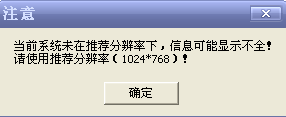 注意
当前系统未在推荐分辨率下，信息可能显示不全！
请使用推荐分辨率（1024*768）！
确定